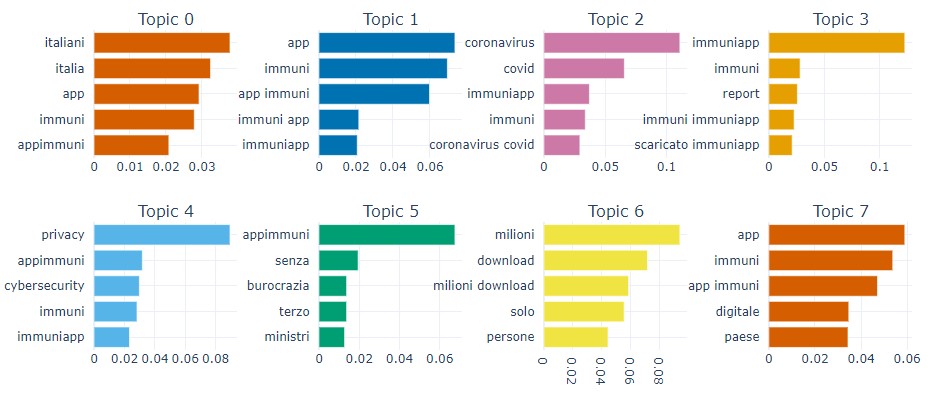 Topic 0
italiani
italia
app
immuni
appimmuni
0 0.01 0.02 0.03
Topic 1
app
immuni
app immuni
immuni app
immuniapp
0 0.02 0.04 0.06
Topic 2
coronavirus
covid
immuniapp
immuni
coronavirus covid
0 0.05 0.1
Topic 3
immuniapp
immuni
report
immuni immuniapp
scaricato immuniapp
0 0.05 0.1
Topic 4
privacy
appimmuni
cybersecurity
immuni
immuniapp
0 0.02 0.04 0.06 0.08
Topic 5
appimmuni
senza
burocrazia
terzo
ministri
0 0.02 0.04 0.06
Topic 6
milioni
download
milioni download
solo
persone
0 0.02 0.04 0.06 0.08
Topic 7
app
immuni
app immuni
digitale
paese
0 0.02 0.04 0.06